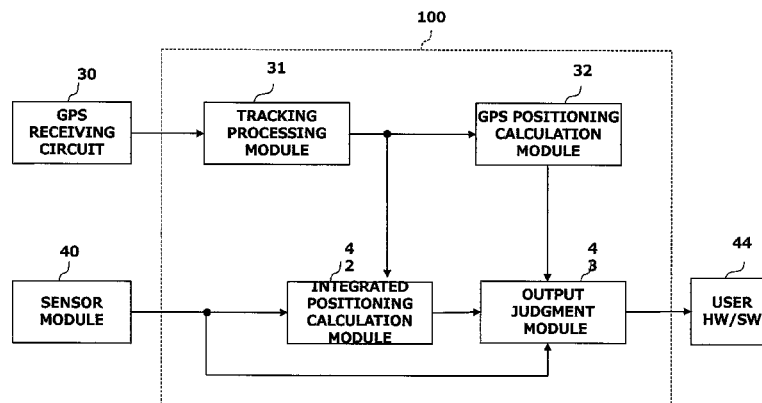 100
30
31
32
GPS
RECEIVING
CIRCUIT
TRACKING
PROCESSING
MODULE
GPS POSITIONING
CALCULATION
MODULE
40
4
2
4
3
44
SENSOR
MODULE
INTEGRATED
POSITIONING
CALCULATION
MODULE
OUTPUT
JUDGMENT
MODULE
USER
HW/SW